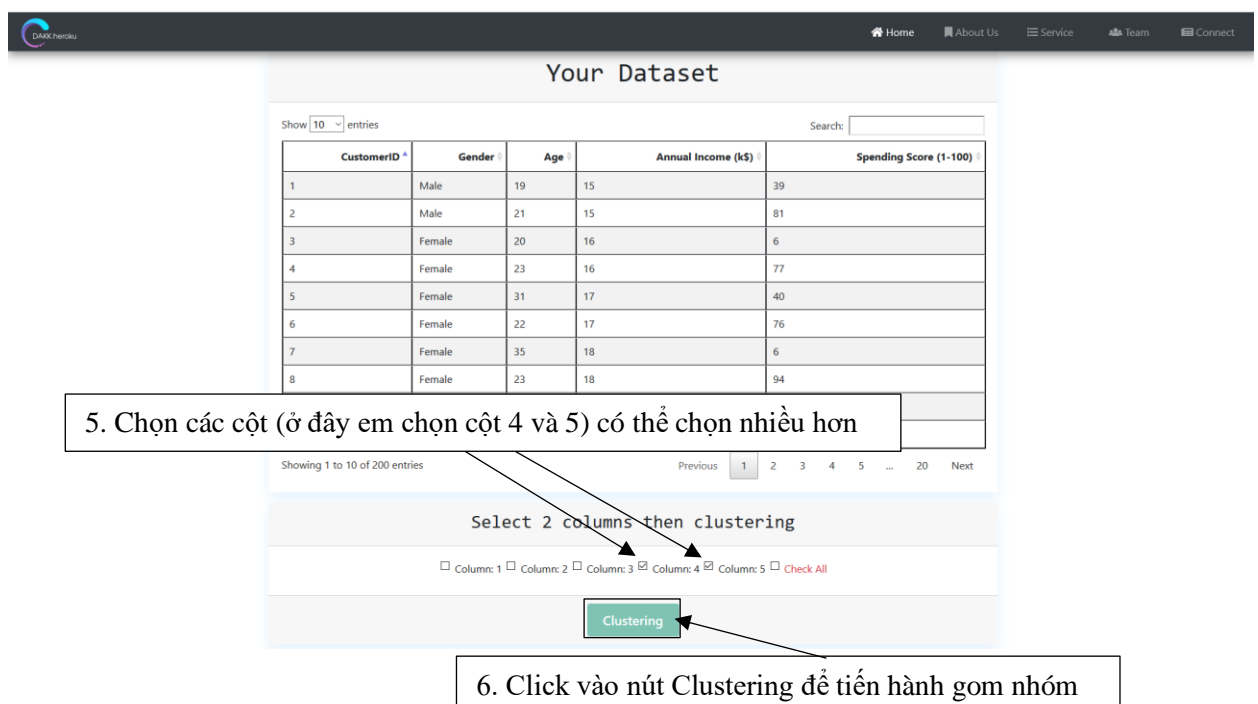 DAKK.heroku Home About Us Service Team Connect
Your Dataset
Show 10 entries Search:
CustomerID Gender Age Annual Income (k$) Spending Score (1-100)
1 Male 19 15 39
2 Male 21 15 81
3 Female 20 16 6
4 Female 23 16 77
5 Female 31 17 40
6 Female 22 17 76
7 Female 35 18 6
8 Female 23 18 94
5. Chọn các cột (ở đây em chọn cột 4 và 5) có thể chọn nhiều hơn
Showing 1 to 10 of 200 entries Previous 1 2 3 4 5 ... 20 Next
Select 2 columns then clustering
Column: 1 Column: 2 Column: 3 Column: 4 Column: 5 Check All
Clustering
6. Click vào nút Clustering để tiến hành gom nhóm